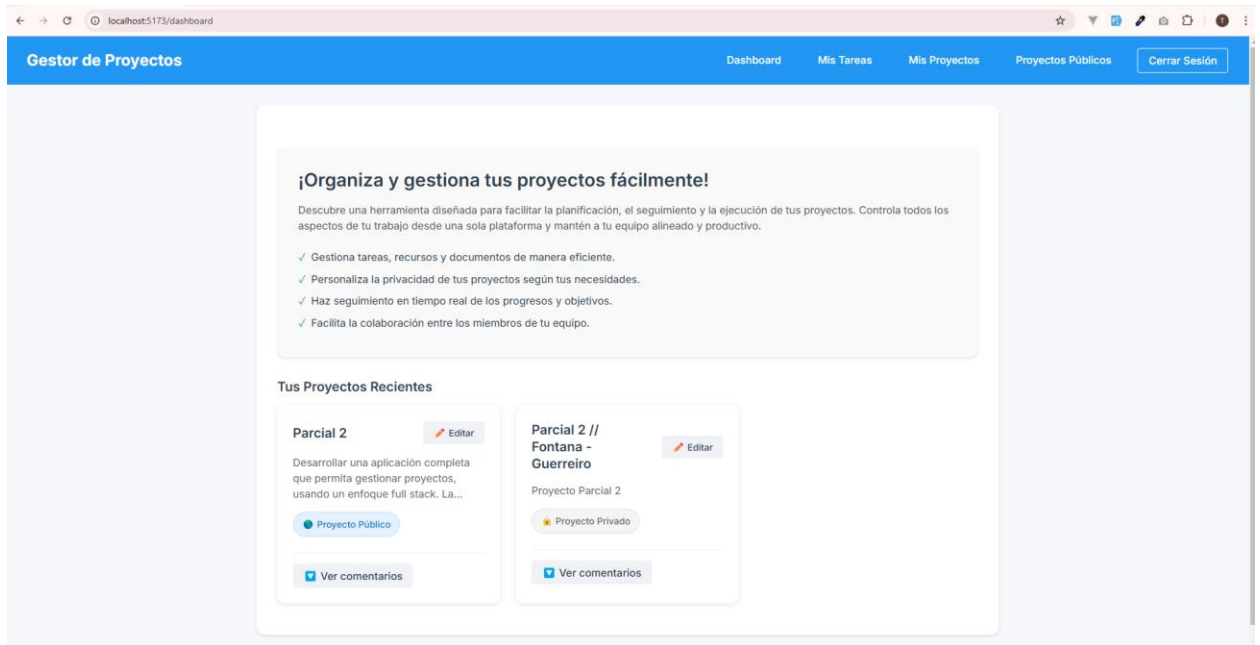 localhost:5173/dashboard
Gestor de Proyectos
Dashboard
Mis Tareas
Mis Proyectos
Proyectos Públicos
Cerrar Sesión
¡Organiza y gestiona tus proyectos fácilmente!
Descubre una herramienta diseñada para facilitar la planificación, el seguimiento y la ejecución de tus proyectos. Controla todos los
aspectos de tu trabajo desde una sola plataforma y mantén a tu equipo alineado y productivo.
✓ Gestiona tareas, recursos y documentos de manera eficiente.
✓ Personaliza la privacidad de tus proyectos según tus necesidades.
✓ Haz seguimiento en tiempo real de los progresos y objetivos.
✓ Facilita la colaboración entre los miembros de tu equipo.
Tus Proyectos Recientes
Parcial 2
Editar
Desarrollar una aplicación completa
que permita gestionar proyectos,
usando un enfoque full stack. La...
Proyecto Público
Ver comentarios
Parcial 2 //
Fontana -
Guerreiro
Editar
Proyecto Parcial 2
Proyecto Privado
Ver comentarios